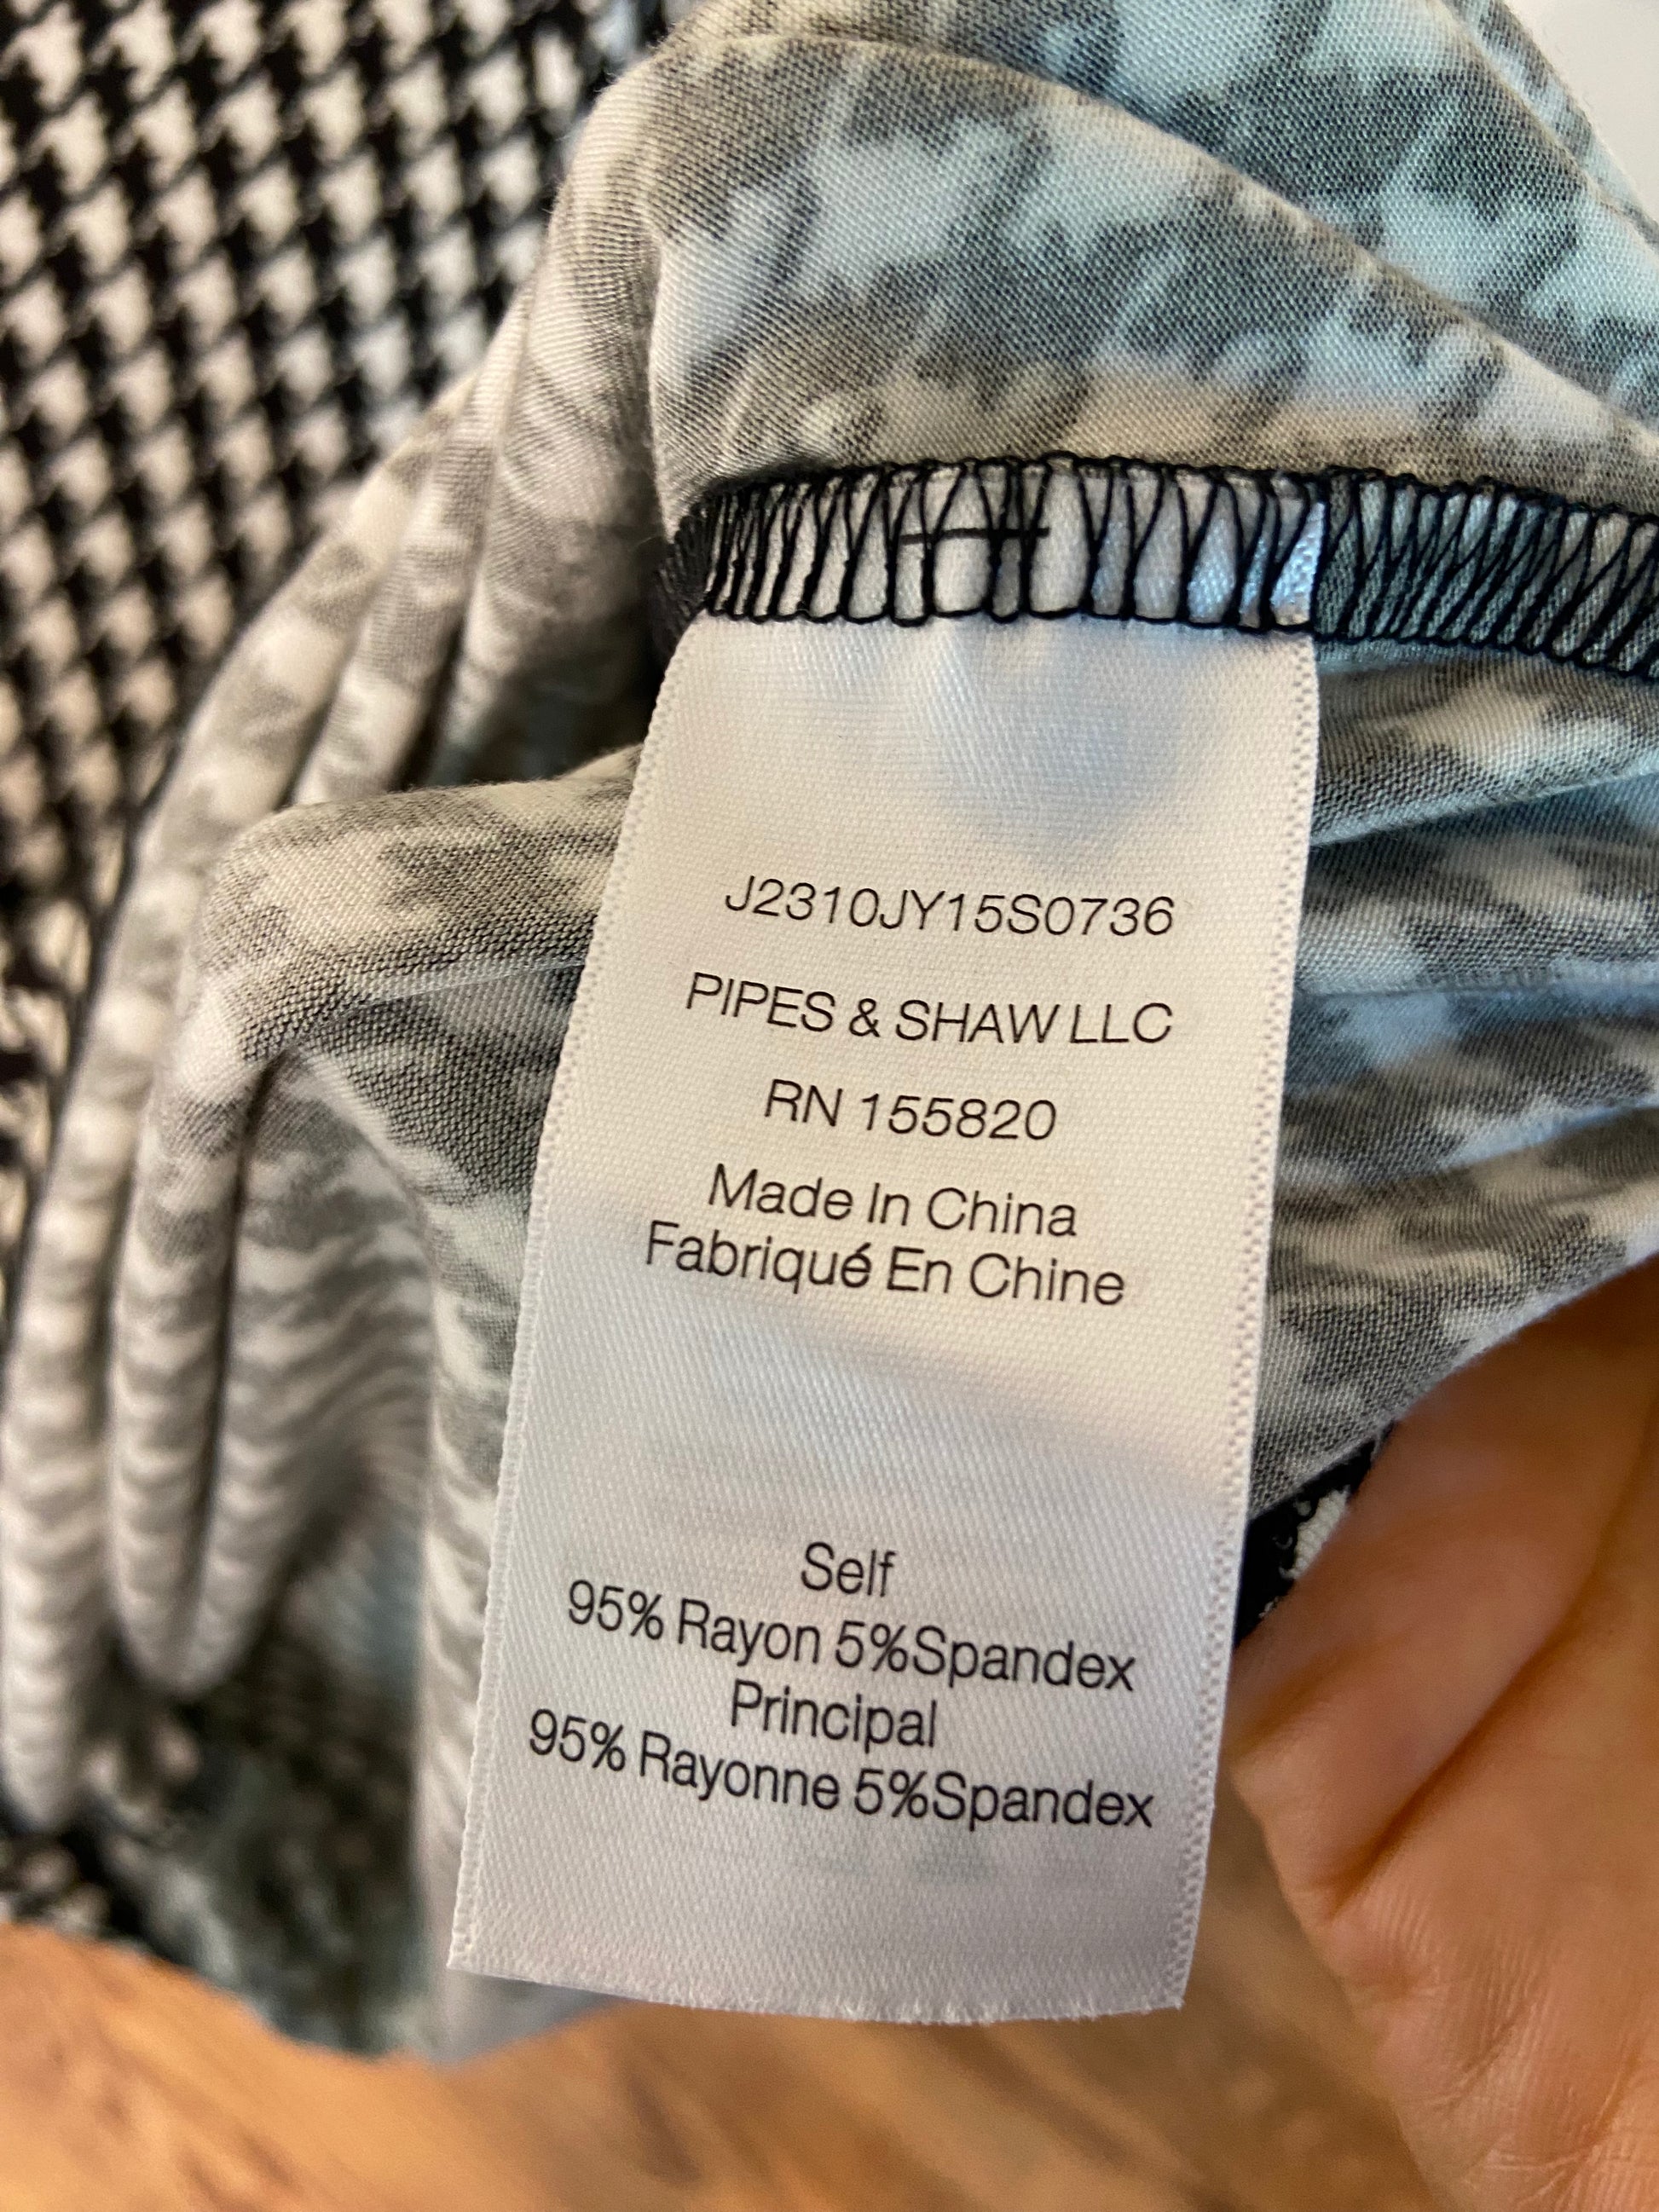 J2310JY15S0736
PIPES & SHAW LLC
RN 155820
Made In China
Fabriqué En Chine
Self
95% Rayon 5%Spandex
Principal
95% Rayonne 5%Spandex